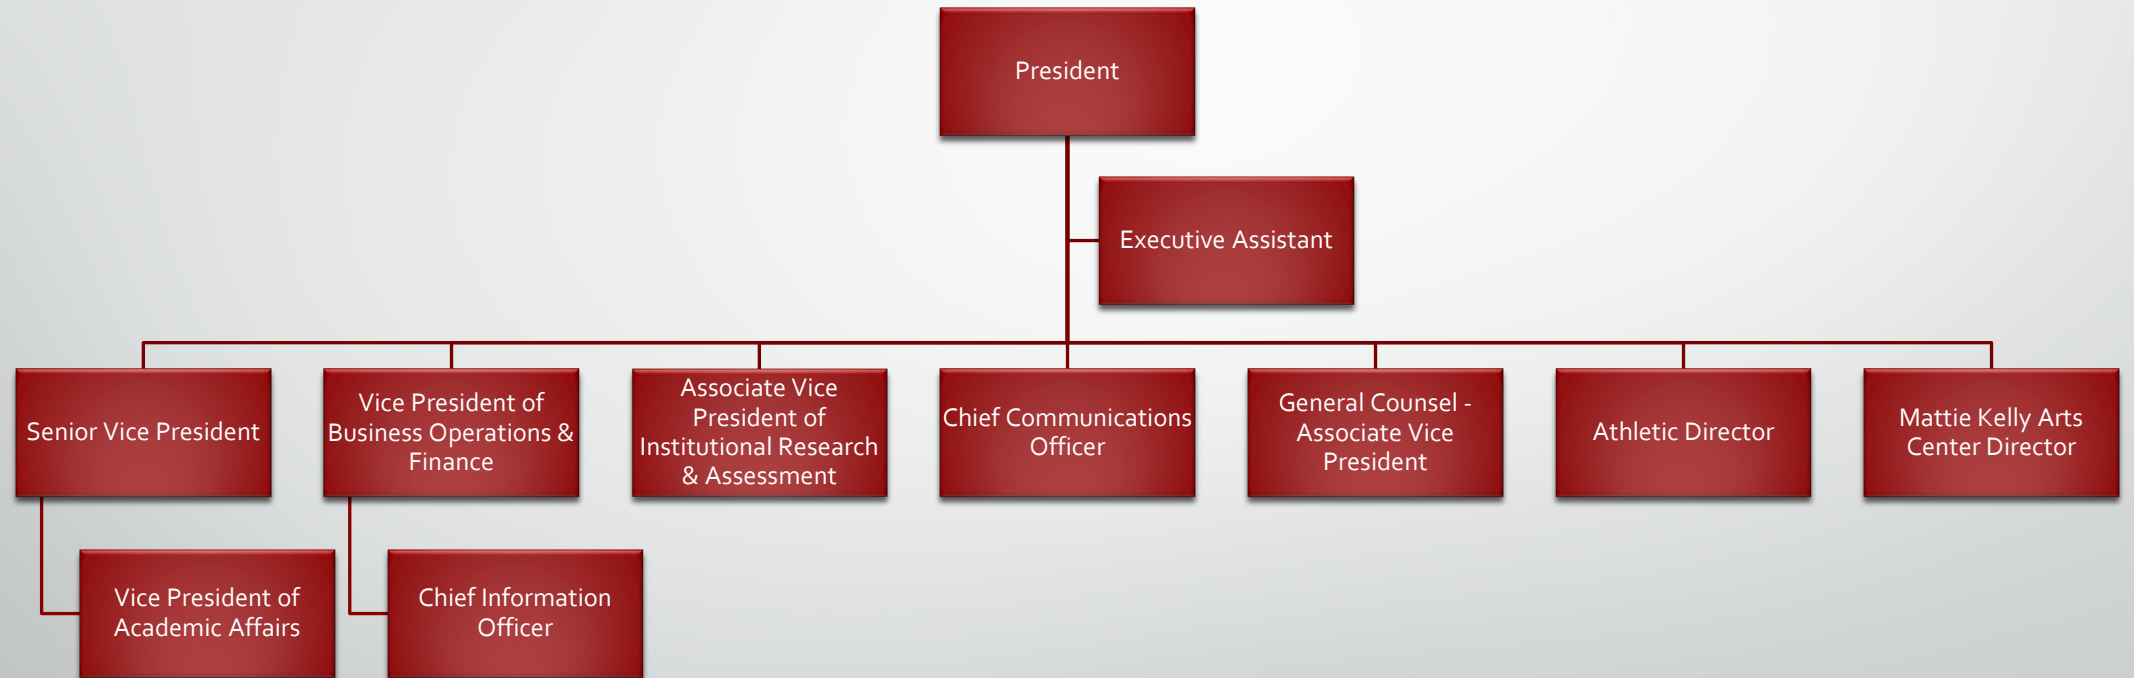 President
Executive Assistant
Senior Vice President
Vice President of
Business Operations &
Finance
Associate Vice
President of
Institutional Research
& Assessment
Chief Communications
Officer
General Counsel -
Associate Vice
President
Athletic Director
Mattie Kelly Arts
Center Director
Vice President of
Academic Affairs
Chief Information
Officer